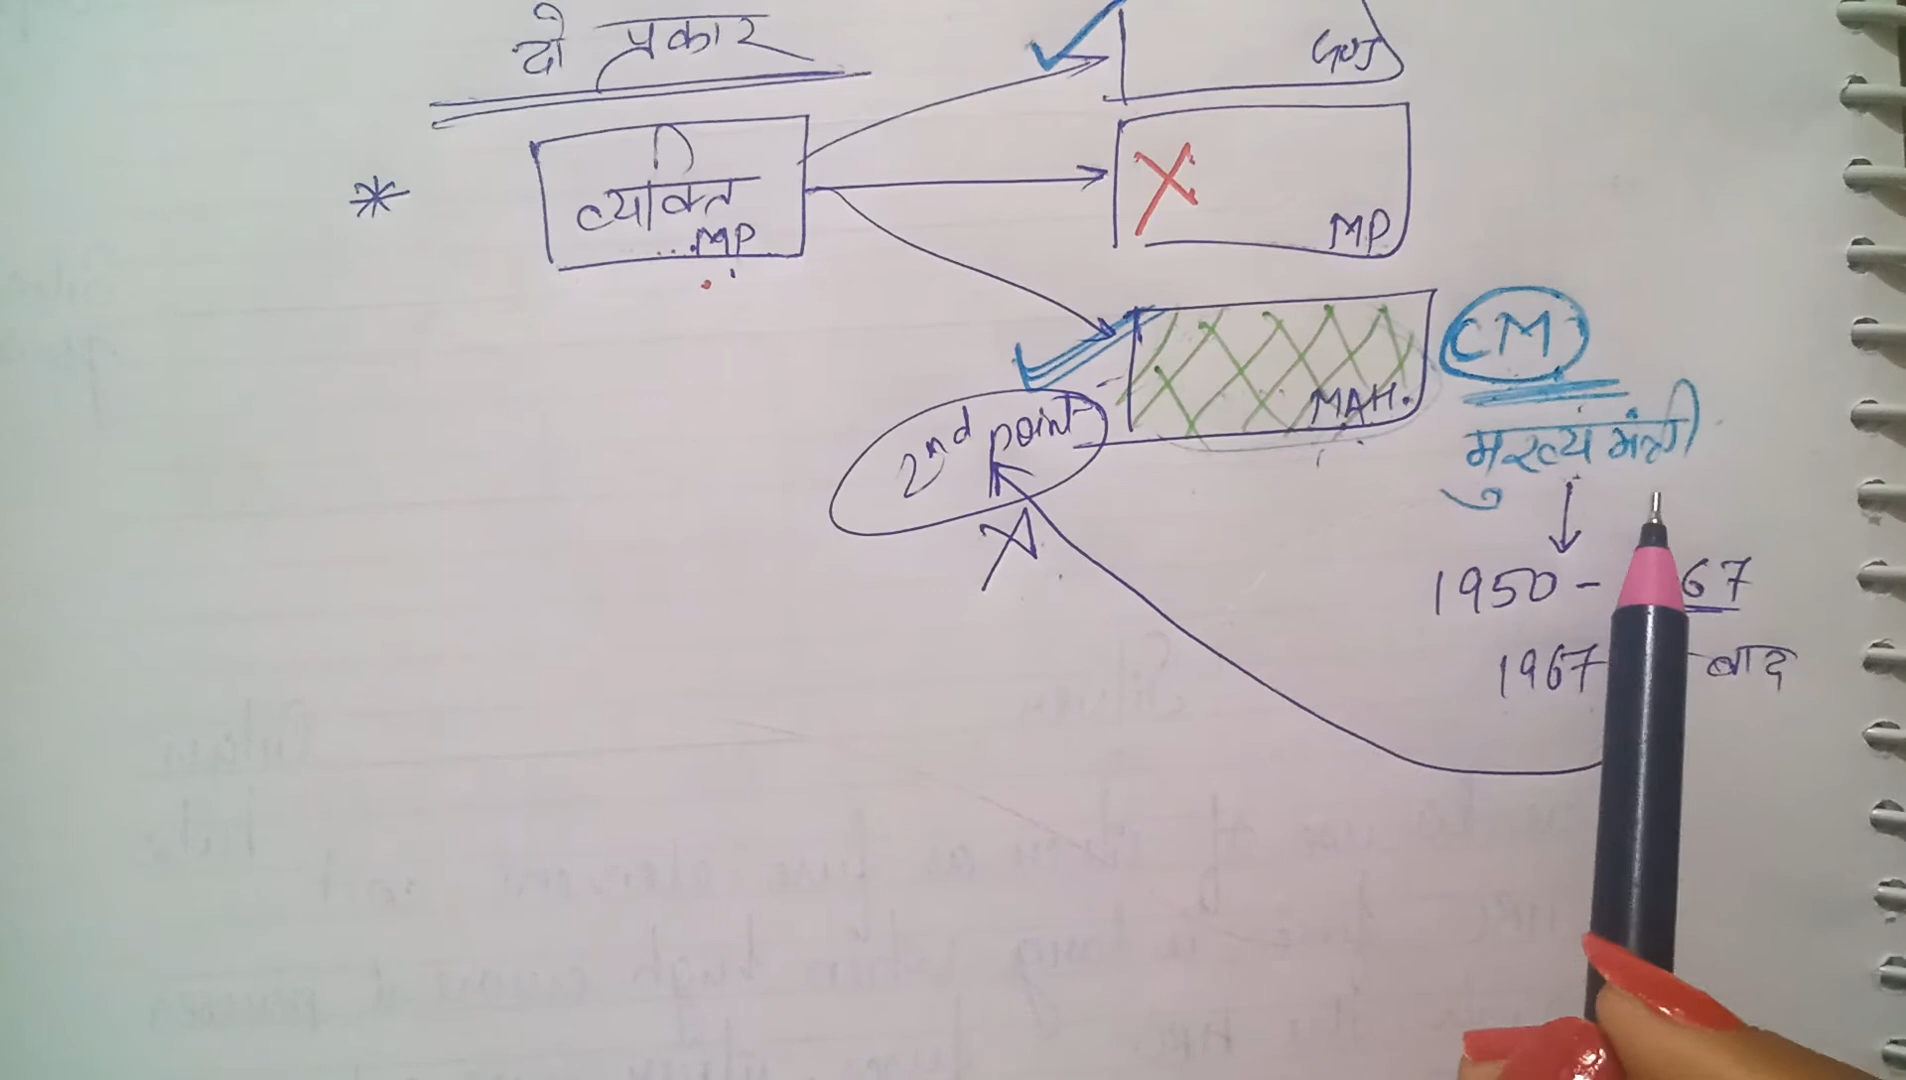 दो प्रकार
GUJ
व्यक्ति
MP
MP
CM
MAH.
मुख्य मंत्री
2nd point
1950 - 67
1967 बाद